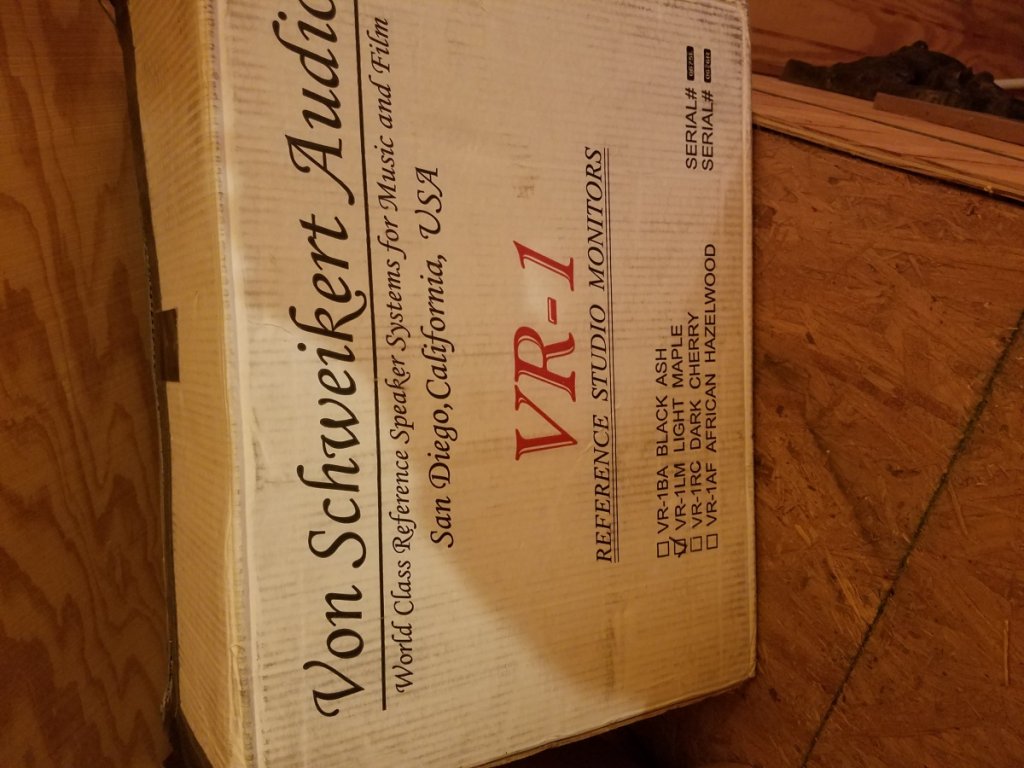 Von Schweikert Audio
World Class Reference Speaker Systems for Music and Film
San Diego, California, USA
VR-1
REFERENCE STUDIO MONITORS
VR-1BA BLACK ASH
VR-1LM LIGHT MAPLE
VR-1RC DARK CHERRY
VR-1AF AFRICAN HAZELWOOD
SERIAL#
SERIAL#